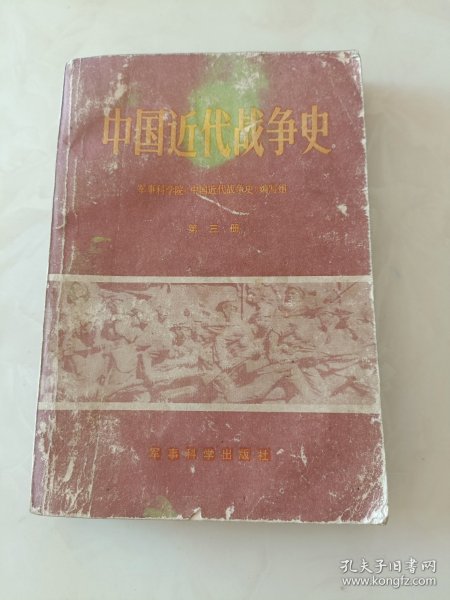 中国近代战争史
军事科学院《中国近代战争史》编写组
第三册
军事科学出版社
孔夫子旧书网
www.kongfz.com